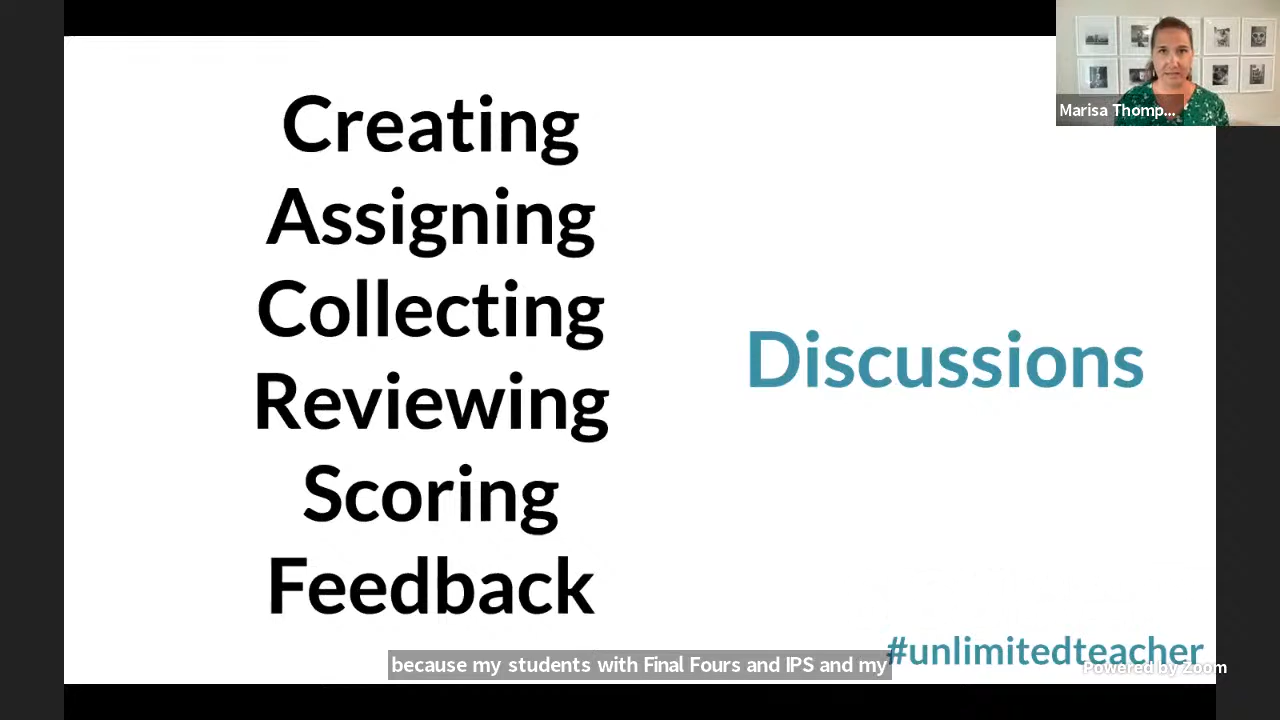 Creating
Assigning
Collecting
Reviewing
Scoring
Feedback
Discussions
#unlimitedteacher
Marisa Thomp...
because my students with Final Fours and IPS and my
Powered by Zoom